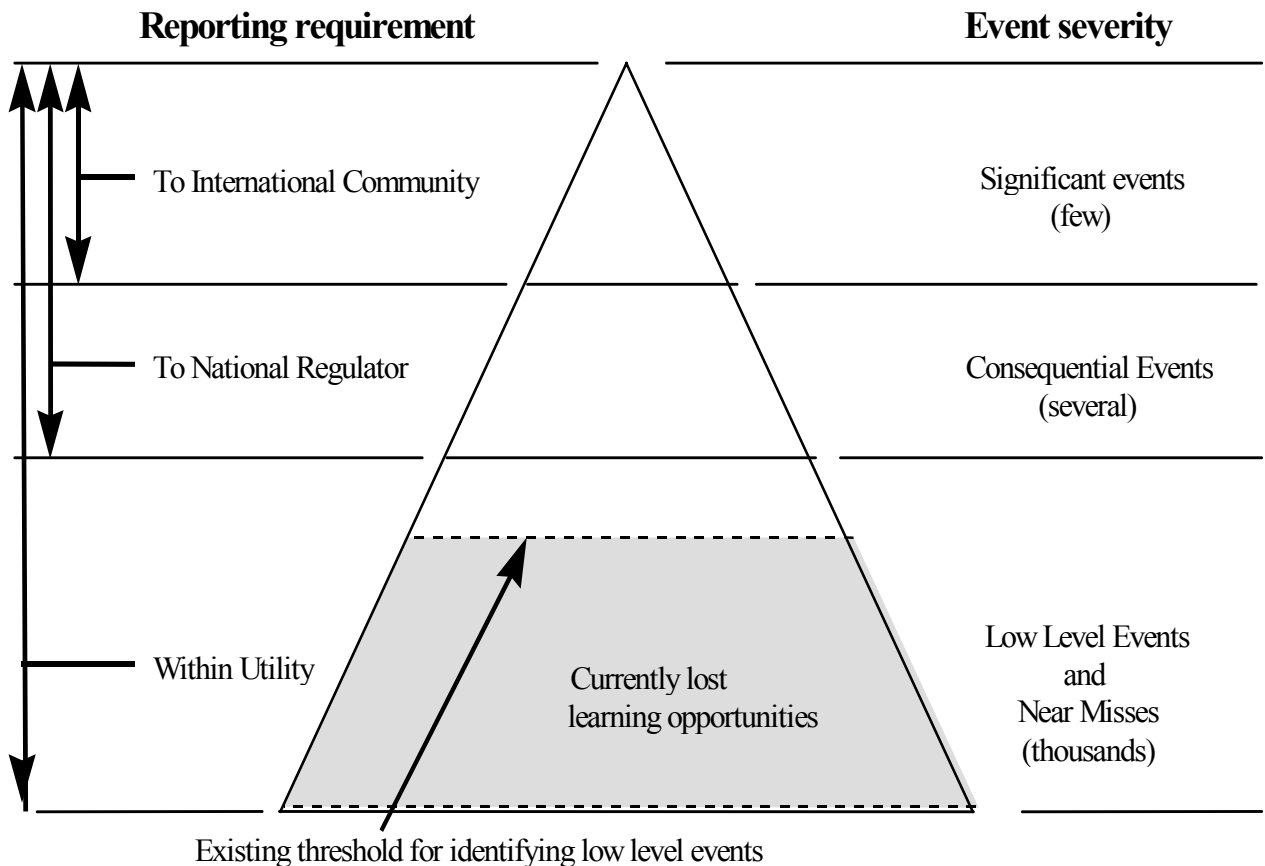 Reporting requirement
Event severity
To International Community
Significant events
(few)
To National Regulator
Consequential Events
(several)
Within Utility
Currently lost
learning opportunities
Low Level Events
and
Near Misses
(thousands)
Existing threshold for identifying low level events